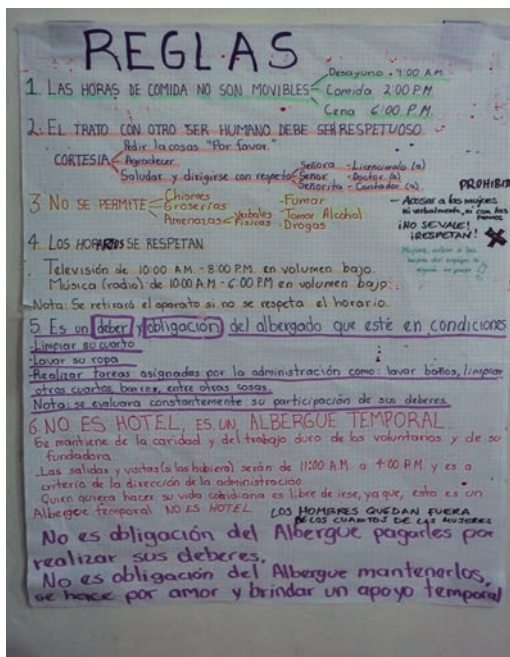 REGLAS
1. LAS HORAS DE COMIDA NO SON MOVIBLES
Desayuno - 9:00 A.M.
Comida 2:00 P.M.
Cena 6:00 P.M.
2. EL TRATO CON OTRO SER HUMANO DEBE SER RESPETUOSO.
CORTESIA
Pedir la cosas "Por favor"
Agradecer
Saludar y dirigirse con respeto
Señora - Licenciado (a)
Señor - Doctor (a)
Señorita - Contador (a)
3 NO SE PERMITE
Chismes
Groserías
Amenazas
Verbales
Físicas
- Fumar
- Tomar Alcohol
- Drogas
PROHIBI
- Acosar a las mujeres
ni verbalmente, ni con las
manos
¡NO SE VALE!
¡RESPETAN!
4. LOS HORARIOS SE RESPETAN
Televisión de 10:00 A.M. - 8:00 P.M. en volumen bajo.
Música (radio): de 10:00 A.M - 6:00 P.M en volumen bajo.
Nota: Se retirará el aparato si no se respeta el horario.
5. Es un deber y obligación del albergado que esté en condiciones
- Limpiar su cuarto
- Lavar su ropa
- Realizar tareas asignadas por la administración como: lavar baños, limpiar
otros cuartos barrer, entre otras cosas.
Nota: se evaluara constantemente su participación de sus deberes
6. NO ES HOTEL, ES UN ALBERGUE TEMPORAL.
Se mantiene de la caridad y del trabajo duro de los voluntarios y de su
fundadora.
- Las salidas y visitas (si las hubiera) serán de 11:00 A.M. a 4:00 P.M. y es a
criterio de la dirección de la administración
Quien quiera hacer su vida cotidiana es libre de irse, ya que, esto es un
Albergue temporal NO ES HOTEL
LOS HOMBRES QUEDAN FUERA
DE LOS CUARTOS DE LAS MUJERES
No es obligación del Albergue pagarles por
realizar sus deberes.
No es obligación del Albergue mantenerlos,
se hace por amor y brindar un apoyo temporal